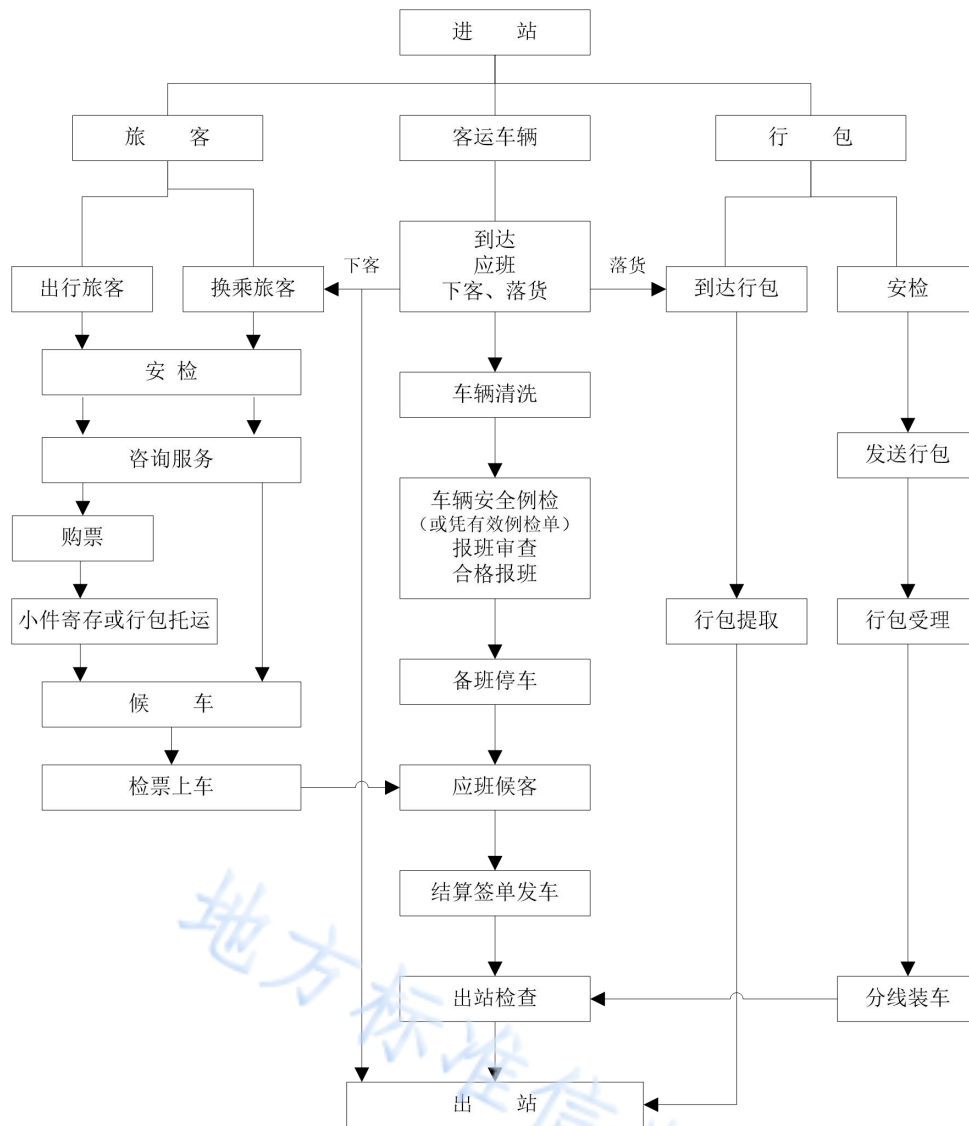 进 站
旅 客
客运车辆
行 包
到达
应班
下客、落货
下客
落货
出行旅客
换乘旅客
到达行包
安检
安 检
车辆清洗
咨询服务
发送行包
车辆安全例检
（或凭有效例检单）
报班审查
合格报班
购票
小件寄存或行包托运
行包提取
行包受理
候 车
备班停车
检票上车
应班候客
结算签单发车
出站检查
分线装车
出 站
地方标准信